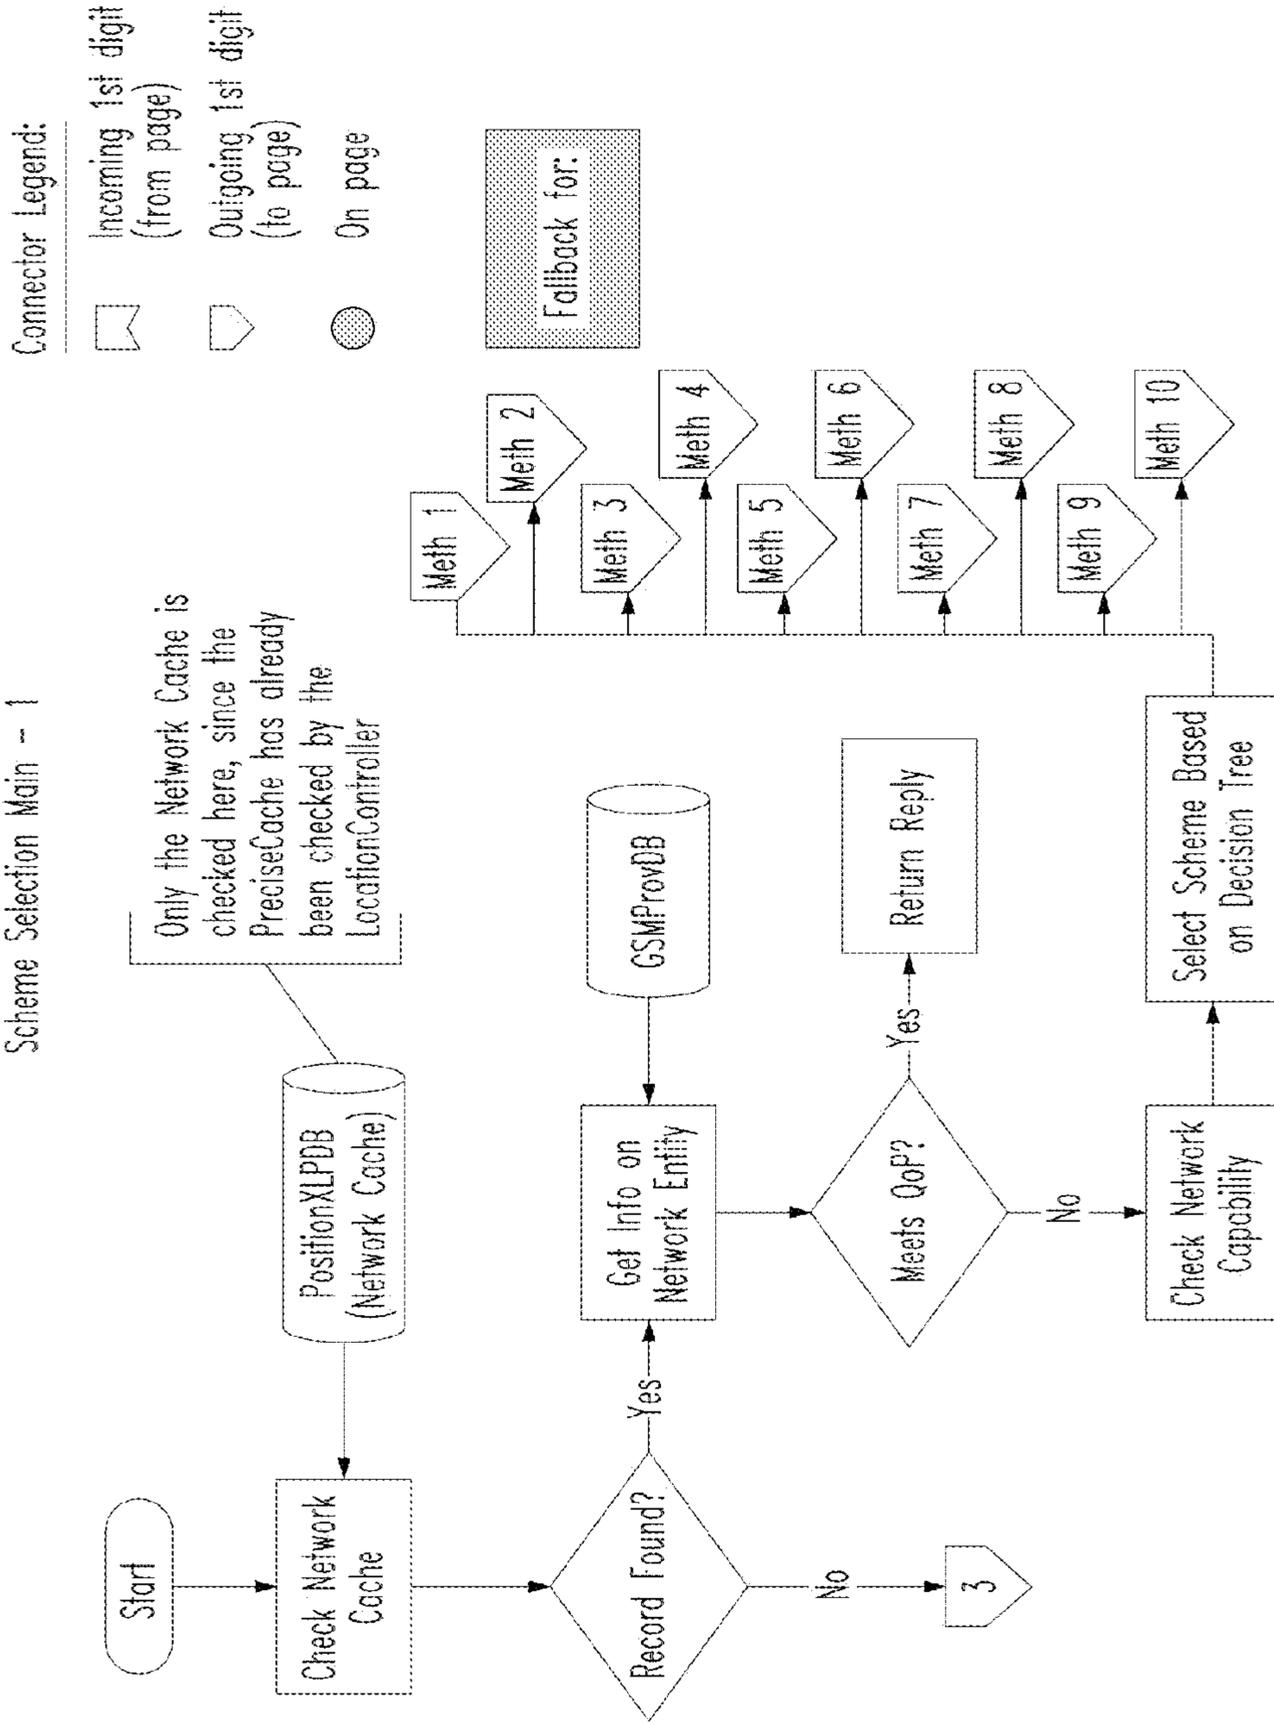 Scheme Selection Main - 1
Connector Legend:
Incoming 1st digit
(from page)
Outgoing 1st digit
(to page)
On page
Fallback for:
Start
Check Network
Cache
PositionXLPDB
(Network Cache)
Only the Network Cache is
checked here, since the
PreciseCache has already
been checked by the
LocationController
Record Found?
Yes
No
3
Get Info on
Network Entity
GSMProvDB
Meets QoP?
Yes
Return Reply
No
Check Network
Capability
Select Scheme Based
on Decision Tree
Meth 1
Meth 2
Meth 3
Meth 4
Meth 5
Meth 6
Meth 7
Meth 8
Meth 9
Meth 10